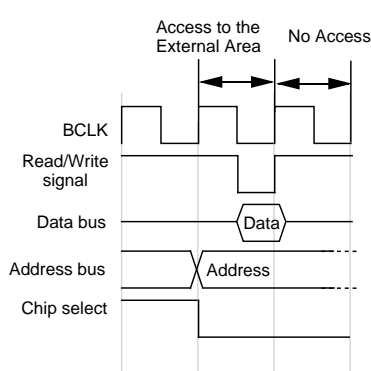 Access to the
External Area
No Access
BCLK
Read/Write
signal
Data bus
Data
Address bus
Address
Chip select